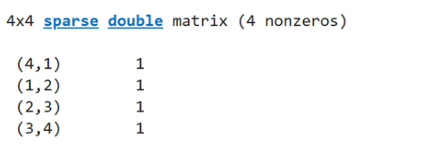 4x4 sparse double matrix (4 nonzeros)
(4,1) 1
(1,2) 1
(2,3) 1
(3,4) 1